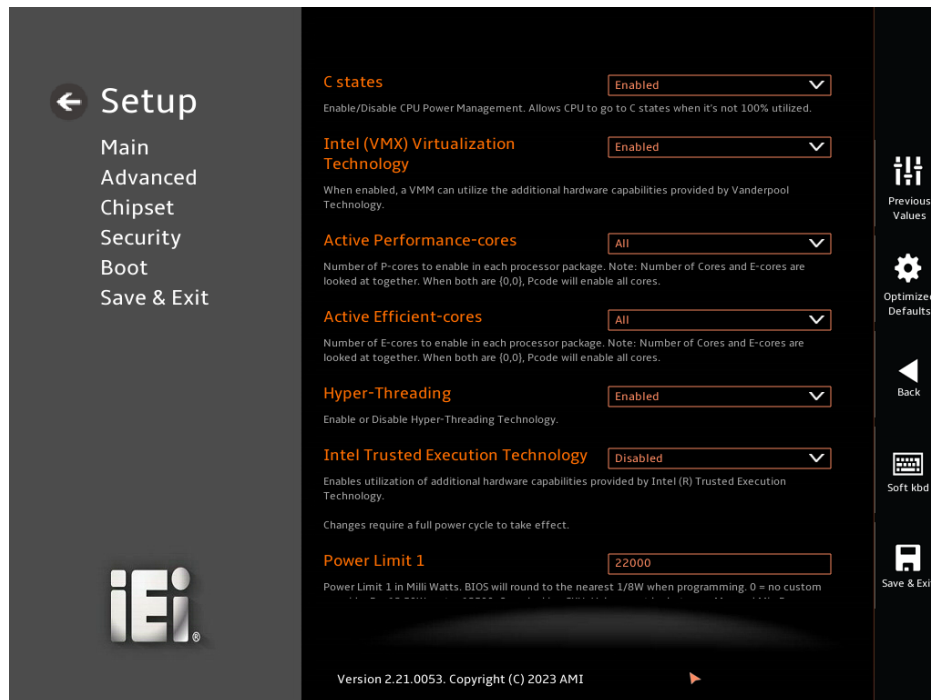 Setup
Main
Advanced
Chipset
Security
Boot
Save & Exit
C states
Enabled
Enable/Disable CPU Power Management. Allows CPU to go to C states when it's not 100% utilized.
Intel (VMX) Virtualization
Technology
Enabled
When enabled, a VMM can utilize the additional hardware capabilities provided by Vanderpool
Technology.
Active Performance-cores
All
Number of P-cores to enable in each processor package. Note: Number of Cores and E-cores are
looked at together. When both are {0,0}, Pcode will enable all cores.
Active Efficient-cores
All
Number of E-cores to enable in each processor package. Note: Number of Cores and E-cores are
looked at together. When both are {0,0}, Pcode will enable all cores.
Hyper-Threading
Enabled
Enable or Disable Hyper-Threading Technology.
Intel Trusted Execution Technology
Disabled
Enables utilization of additional hardware capabilities provided by Intel (R) Trusted Execution
Technology.
Changes require a full power cycle to take effect.
Power Limit 1
22000
Power Limit 1 in Milli Watts. BIOS will round to the nearest 1/8W when programming. 0 = no custom
Previous
Values
Optimized
Defaults
Back
Soft kbd
Save & Exi
iEi®
Version 2.21.0053. Copyright (C) 2023 AMI